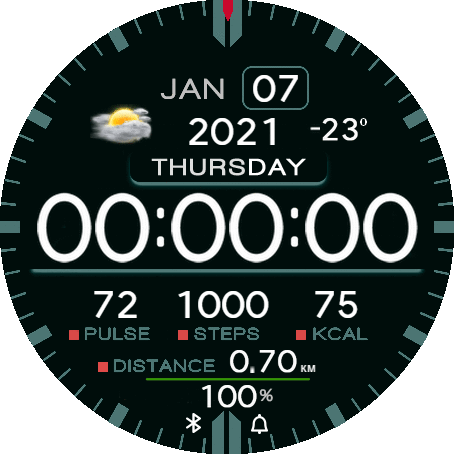 JAN 07
2021 -23°
THURSDAY
00:00:00
72 1000 75
PULSE STEPS KCAL
DISTANCE 0.70 KM
100%